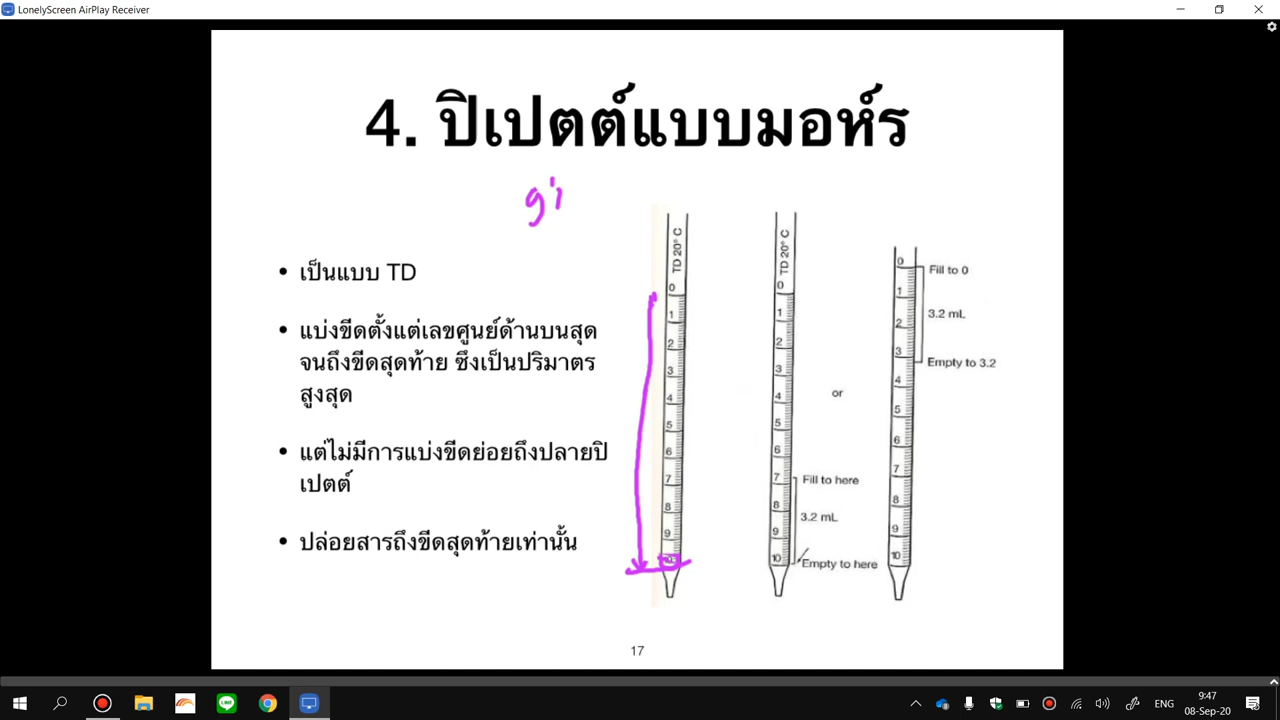 LonelyScreen AirPlay Receiver
4. ปิเปตต์แบบมอห์ร
• เป็นแบบ TD
• แบ่งขีดตั้งแต่เลขศูนย์ด้านบนสุด
จนถึงขีดสุดท้าย ซึ่งเป็นปริมาตร
สูงสุด
• แต่ไม่มีการแบ่งขีดย่อยถึงปลายปิ
เปตต์
• ปล่อยสารถึงขีดสุดท้ายเท่านั้น
TD 20° C
0
1
2
3
4
5
6
7
8
9
10
TD 20° C
0
1
2
3
4
5
6
7
8
9
10
Fill to here
3.2 mL
Empty to here
or
0
1
2
3
4
5
6
7
8
9
10
Fill to 0
3.2 mL
Empty to 3.2
17
LINE
ENG
9:47
08-Sep-20